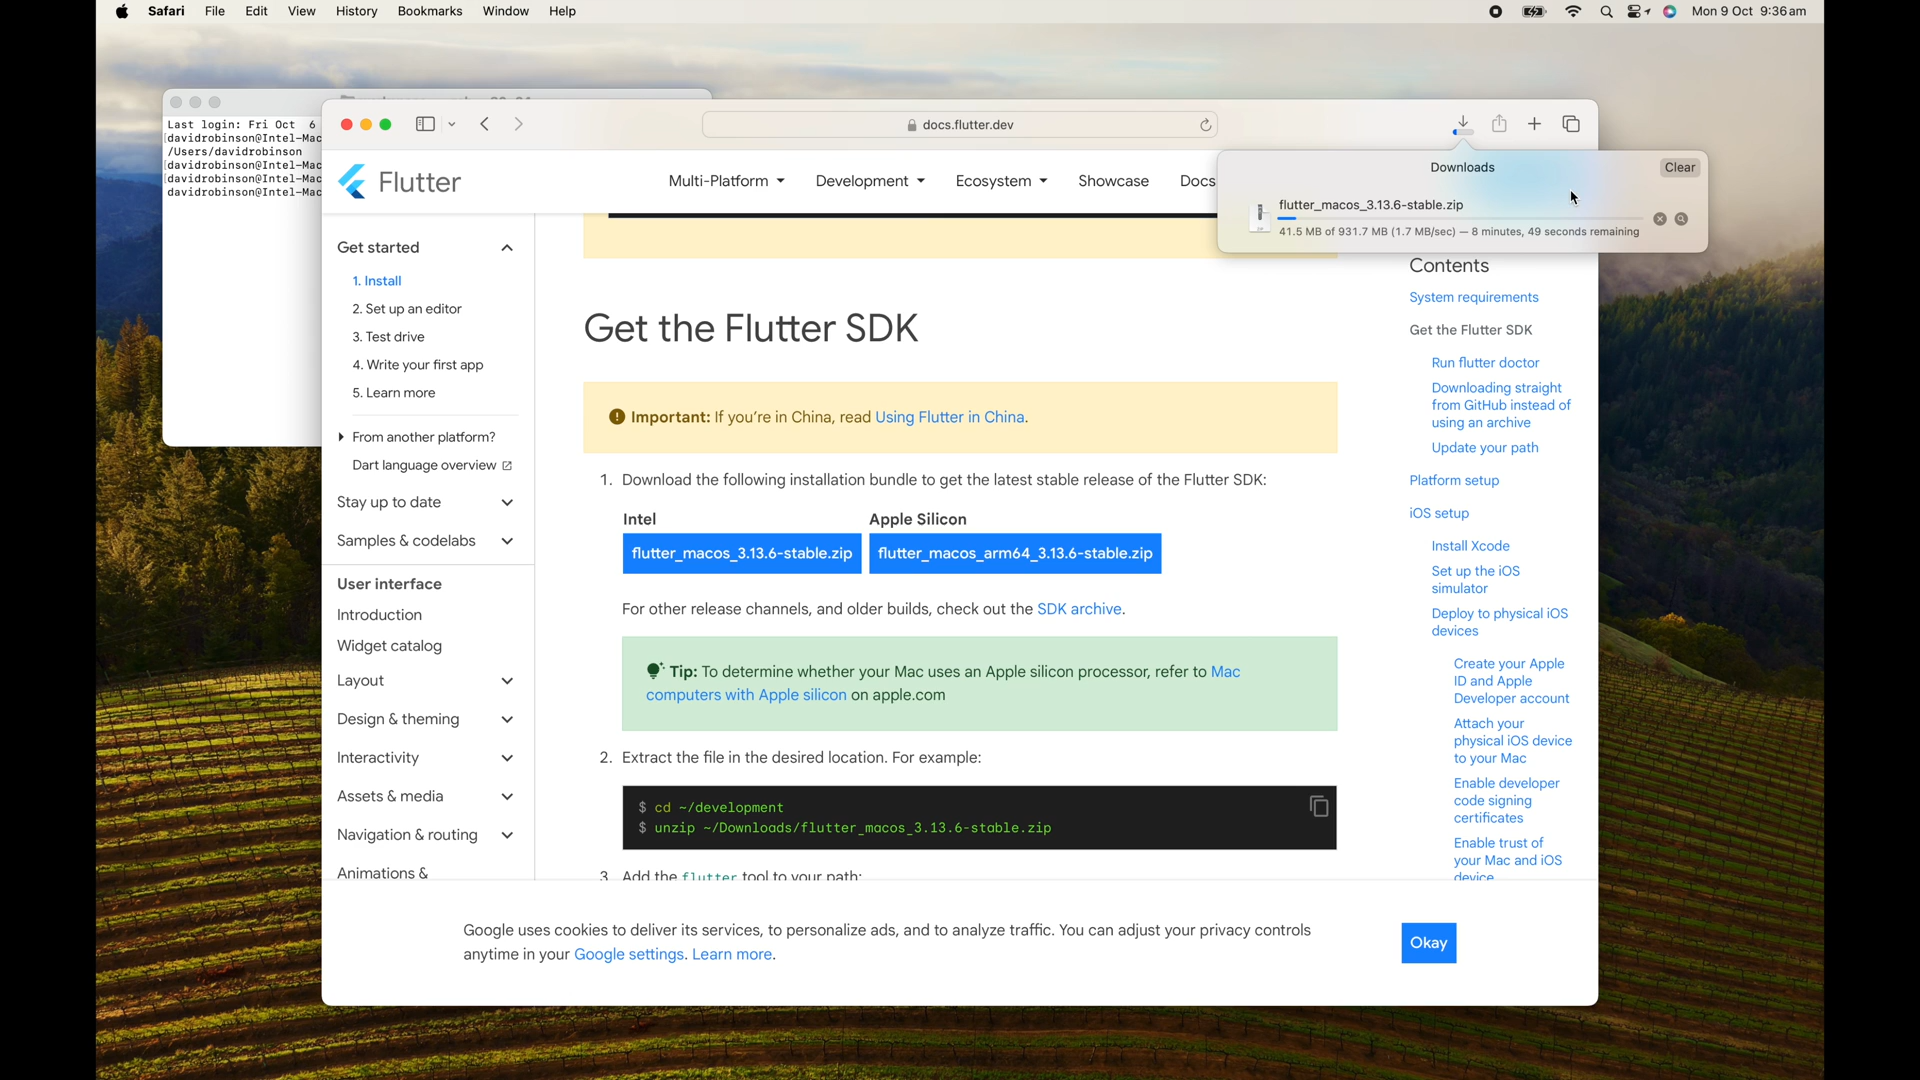 Safari File Edit View History Bookmarks Window Help
Mon 9 Oct 9:36 am
Last login: Fri Oct 6
[davidrobinson@Intel-Mac
/Users/davidrobinson
[davidrobinson@Intel-Mac
[davidrobinson@Intel-Mac
davidrobinson@Intel-Mac
docs.flutter.dev
Flutter
Multi-Platform Development Ecosystem Showcase Docs
Downloads
Clear
flutter_macos_3.13.6-stable.zip
41.5 MB of 931.7 MB (1.7 MB/sec) — 8 minutes, 49 seconds remaining
Get started
1. Install
2. Set up an editor
3. Test drive
4. Write your first app
5. Learn more
From another platform?
Dart language overview
Stay up to date
Samples & codelabs
User interface
Introduction
Widget catalog
Layout
Design & theming
Interactivity
Assets & media
Navigation & routing
Animations &
Get the Flutter SDK
Important: If you're in China, read Using Flutter in China.
1. Download the following installation bundle to get the latest stable release of the Flutter SDK:
Intel Apple Silicon
flutter_macos_3.13.6-stable.zip flutter_macos_arm64_3.13.6-stable.zip
For other release channels, and older builds, check out the SDK archive.
Tip: To determine whether your Mac uses an Apple silicon processor, refer to Mac
computers with Apple silicon on apple.com
2. Extract the file in the desired location. For example:
$ cd ~/development
$ unzip ~/Downloads/flutter_macos_3.13.6-stable.zip
3. Add the flutter tool to your path:
Contents
System requirements
Get the Flutter SDK
Run flutter doctor
Downloading straight
from GitHub instead of
using an archive
Update your path
Platform setup
iOS setup
Install Xcode
Set up the iOS
simulator
Deploy to physical iOS
devices
Create your Apple
ID and Apple
Developer account
Attach your
physical iOS device
to your Mac
Enable developer
code signing
certificates
Enable trust of
your Mac and iOS
device
Google uses cookies to deliver its services, to personalize ads, and to analyze traffic. You can adjust your privacy controls
anytime in your Google settings. Learn more.
Okay